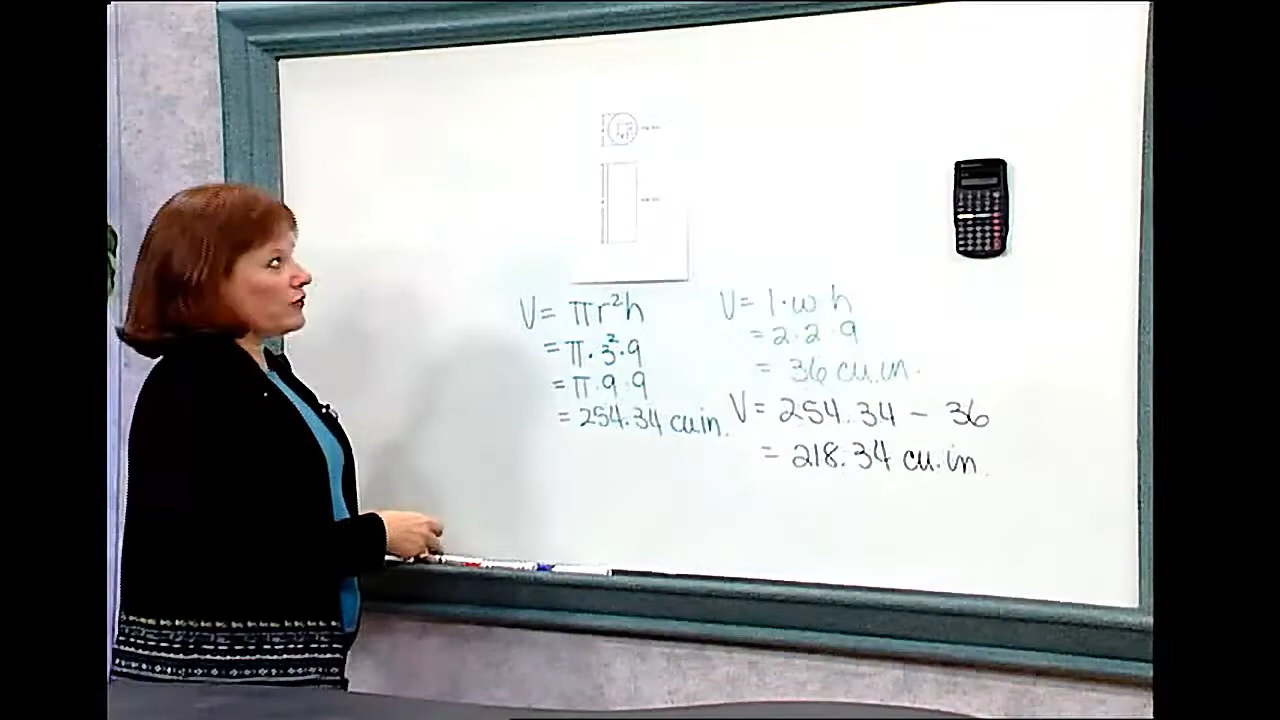 V = πr²h
= π · 3² · 9
= π · 9 · 9
= 254.34 cu in.
V = l · w h
= 2 · 2 · 9
= 36 cu. in.
V = 254.34 - 36
= 218.34 cu. in.